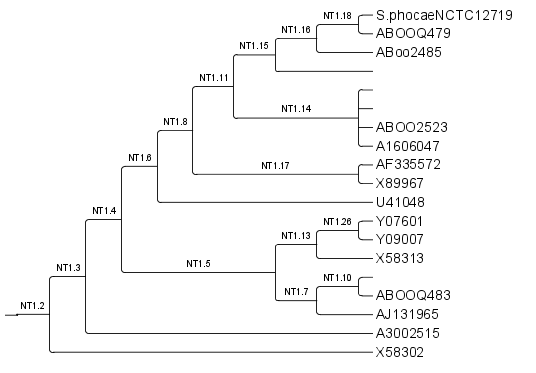 NT1.18
S.phocaeNCTC12719
NT1.16
ABOOQ479
NT1.15
ABoo2485
NT1.11
NT1.14
NT1.8
ABOO2523
A1606047
NT1.6
NT1.17
AF335572
X89967
U41048
NT1.4
NT1.26
Y07601
NT1.13
Y09007
NT1.5
X58313
NT1.3
NT1.10
NT1.7
ABOOQ483
NT1.2
AJ131965
A3002515
X58302